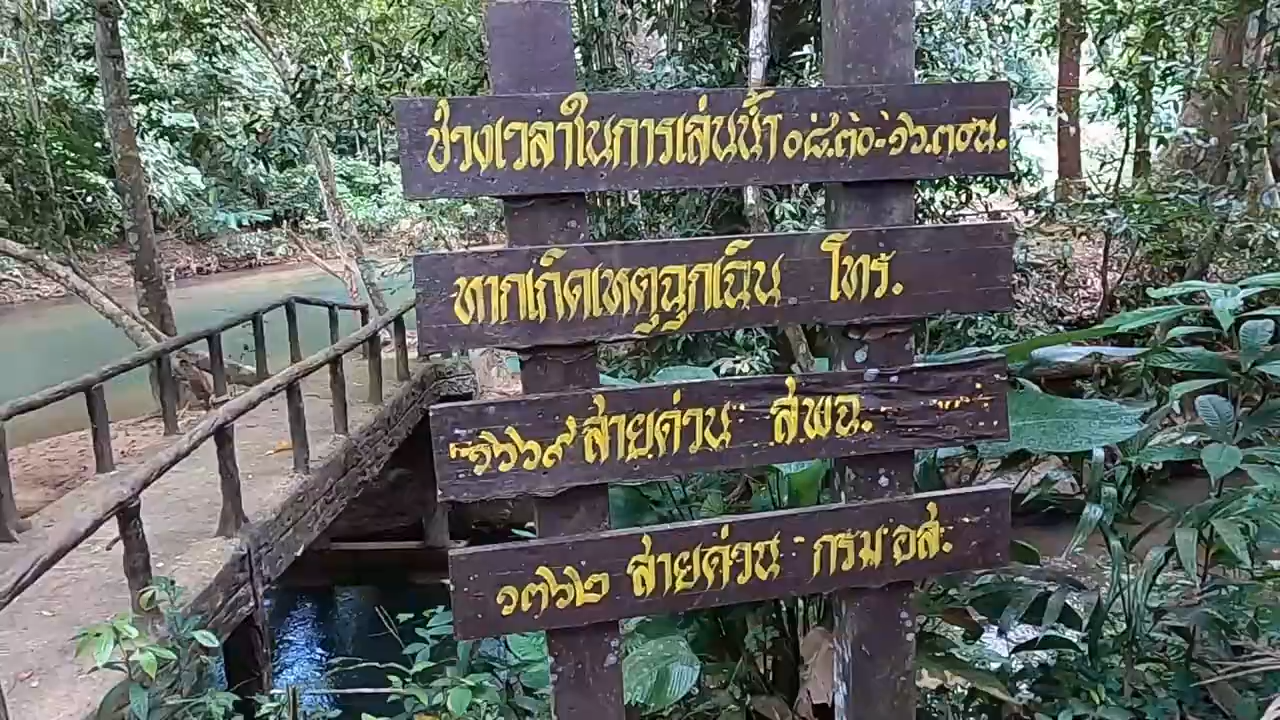 ช่วงเวลาในการเล่นน้ำ ๐๘.๓๐-๑๖.๓๐น.
หากเกิดเหตุฉุกเฉิน โทร.
"๑๖๖๙ สายด่วน" สพฉ.
๑๓๖๒ สายด่วน กรมอส.